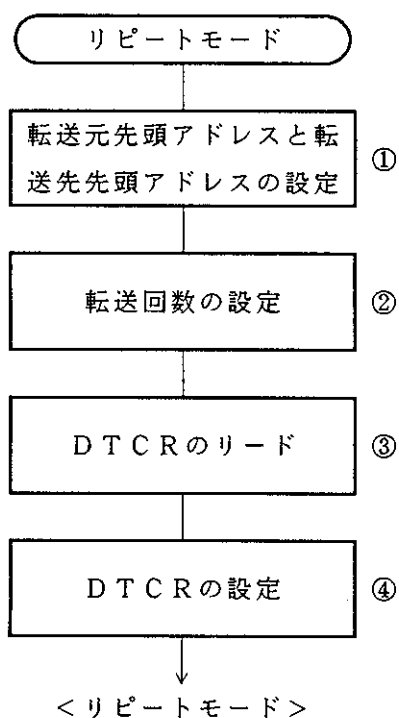 リピートモード
転送元先頭アドレスと転
送先先頭アドレスの設定
①
転送回数の設定
②
DTCRのリード
③
DTCRの設定
④
<リピートモード>